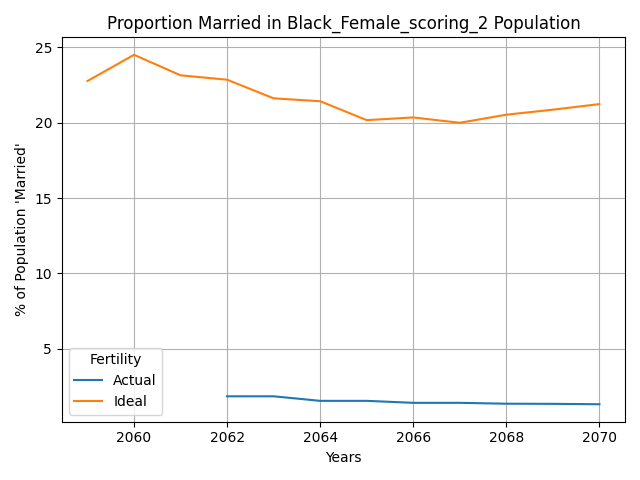 Proportion Married in Black_Female_scoring_2 Population
% of Population 'Married'
25
20
15
10
5
Fertility
Actual
Ideal
2060 2062 2064 2066 2068 2070
Years